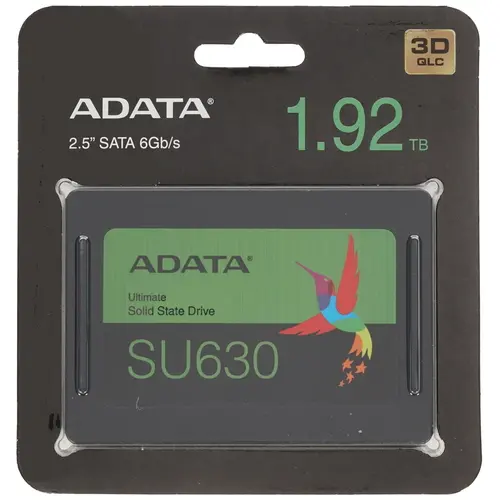 3D
QLC
ADATA®
1.92 TB
2.5" SATA 6Gb/s
ADATA®
Ultimate
Solid State Drive
SU630